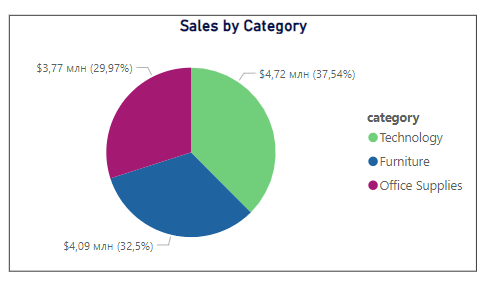 Sales by Category
$3,77 млн (29,97%)
$4,72 млн (37,54%)
category
Technology
Furniture
Office Supplies
$4,09 млн (32,5%)